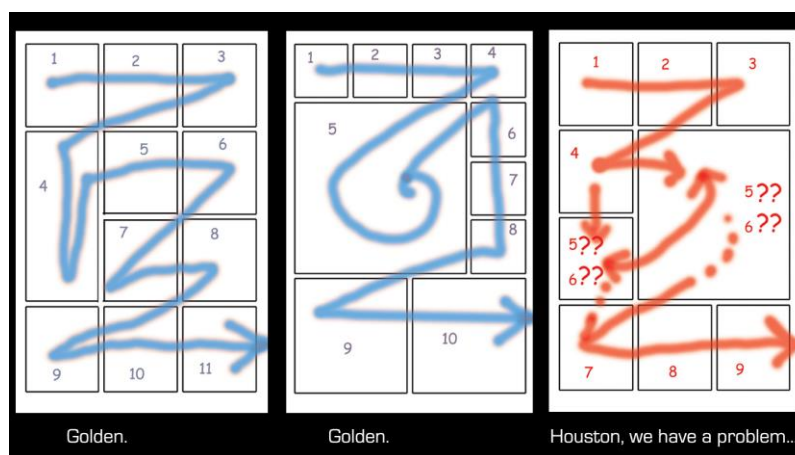 1 2 3
4 5 6
7 8
9 10 11
Golden.
1 2 3 4
5 6
7
8
9 10
Golden.
1 2 3
4
5??
6??
5??
6??
7 8 9
Houston, we have a problem..